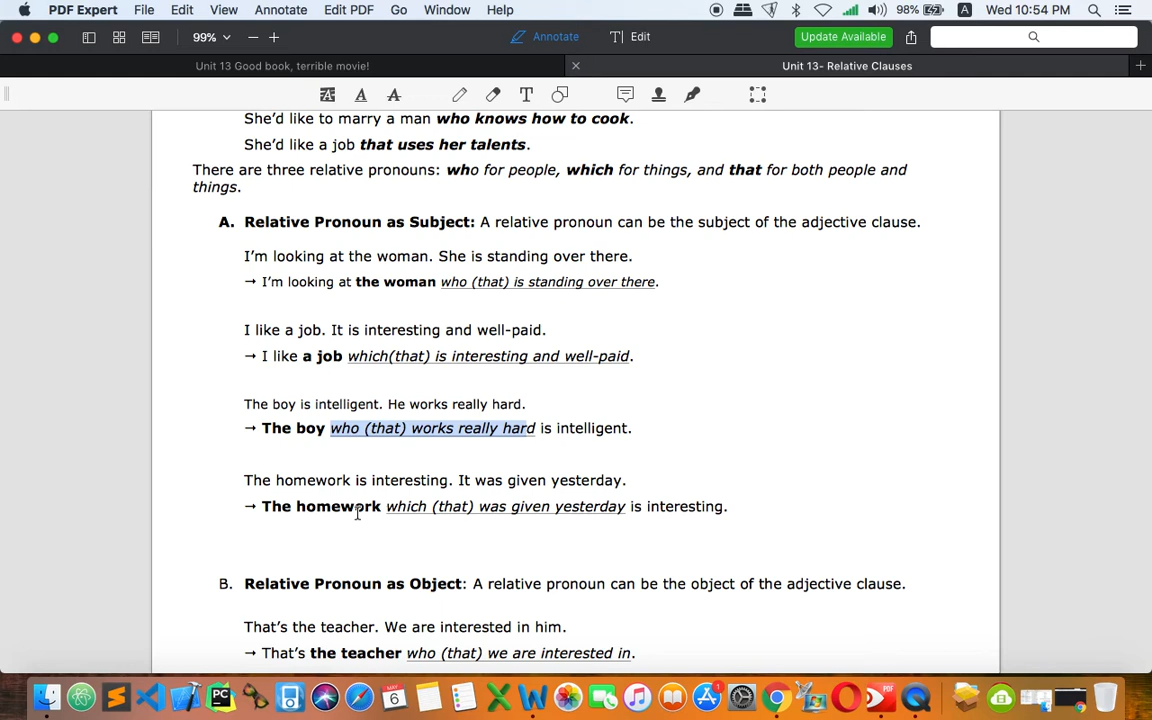 PDF Expert File Edit View Annotate Edit PDF Go Window Help 98% A Wed 10:54 PM
99% Annotate T Edit Update Available
Unit 13 Good book, terrible movie! Unit 13- Relative Clauses
She'd like to marry a man who knows how to cook.
She'd like a job that uses her talents.
There are three relative pronouns: who for people, which for things, and that for both people and
things.
A. Relative Pronoun as Subject: A relative pronoun can be the subject of the adjective clause.
I'm looking at the woman. She is standing over there.
→ I'm looking at the woman who (that) is standing over there.
I like a job. It is interesting and well-paid.
→ I like a job which(that) is interesting and well-paid.
The boy is intelligent. He works really hard.
→ The boy who (that) works really hard is intelligent.
The homework is interesting. It was given yesterday.
→ The homework which (that) was given yesterday is interesting.
B. Relative Pronoun as Object: A relative pronoun can be the object of the adjective clause.
That's the teacher. We are interested in him.
→ That's the teacher who (that) we are interested in.
PC MAY 6 X W 1 PDF